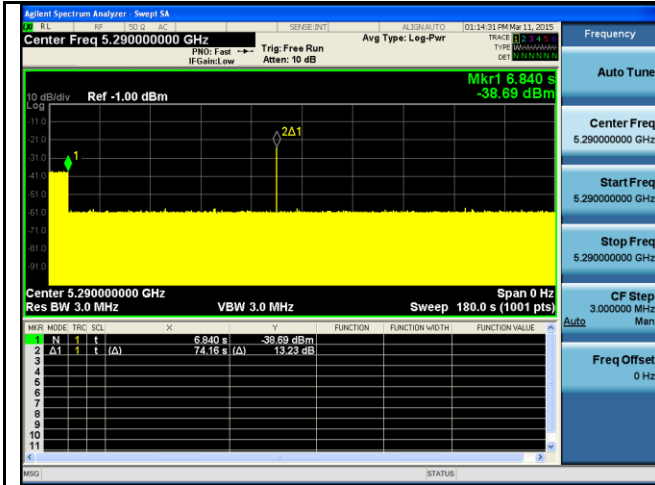 Agilent Spectrum Analyzer - Swept SA
RL RF 50 Ω AC SENSE:INT ALIGNAUTO 01:14:31 PM Mar 11, 2015
Center Freq 5.290000000 GHz
PNO: Fast
IFGain:Low
Trig: Free Run
Atten: 10 dB
Avg Type: Log-Pwr
TRACE 1 2 3 4 5 6
TYPE
DET N N N N N N
Mkr1 6.840 s
-38.69 dBm
10 dB/div Ref -1.00 dBm
Log
-11.0
-21.0
-31.0
-41.0
-51.0
-61.0
-71.0
-81.0
-91.0
1
2Δ1
Center 5.290000000 GHz Span 0 Hz
Res BW 3.0 MHz VBW 3.0 MHz Sweep 180.0 s (1001 pts)
MKR MODE TRC SCL X Y FUNCTION FUNCTION WIDTH FUNCTION VALUE
1 N 1 t 6.840 s -38.69 dBm
2 Δ1 1 t (Δ) 74.16 s (Δ) 13.23 dB
3
4
5
6
7
8
9
10
11
MSG STATUS
Frequency
Auto Tune
Center Freq
5.290000000 GHz
Start Freq
5.290000000 GHz
Stop Freq
5.290000000 GHz
CF Step
3.000000 MHz
Auto Man
Freq Offset
0 Hz